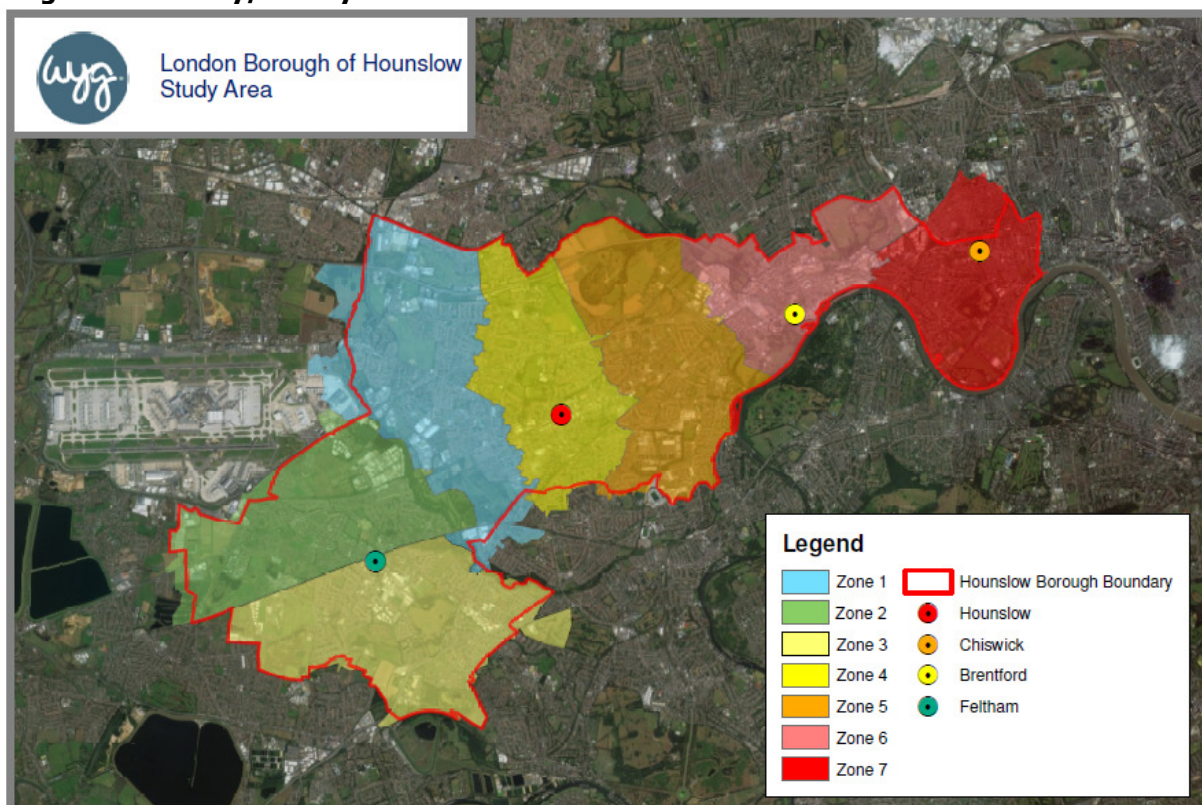 wyg.
London Borough of Hounslow
Study Area
Legend
Zone 1
Zone 2
Zone 3
Zone 4
Zone 5
Zone 6
Zone 7
Hounslow Borough Boundary
Hounslow
Chiswick
Brentford
Feltham